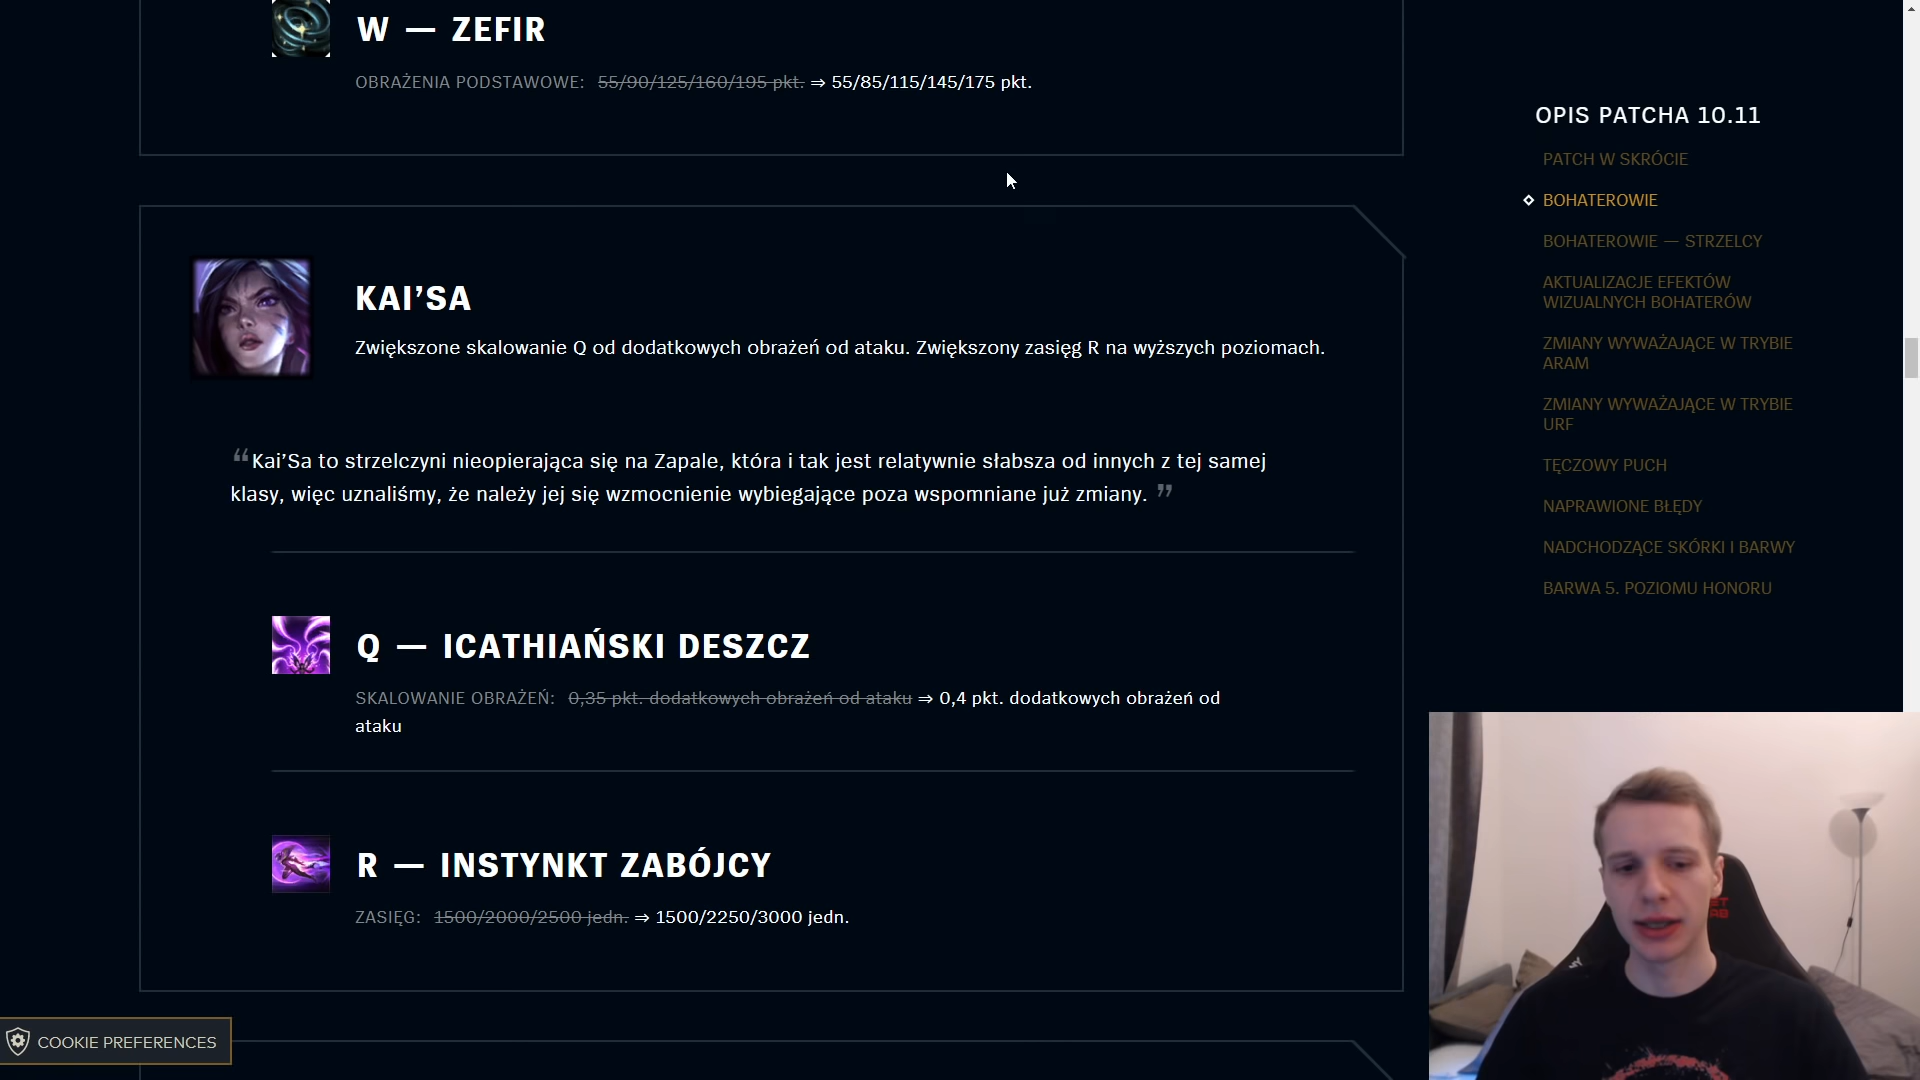 W — ZEFIR
OBRAŻENIA PODSTAWOWE: 55/90/125/160/195 pkt. ⇒ 55/85/115/145/175 pkt.
KAI’SA
Zwiększone skalowanie Q od dodatkowych obrażeń od ataku. Zwiększony zasięg R na wyższych poziomach.
“Kai’Sa to strzelczyni nieopierająca się na Zapale, która i tak jest relatywnie słabsza od innych z tej samej
klasy, więc uznaliśmy, że należy jej się wzmocnienie wybiegające poza wspomniane już zmiany. ”
Q — ICATHIAŃSKI DESZCZ
SKALOWANIE OBRAŻEŃ: 0,35 pkt. dodatkowych obrażeń od ataku ⇒ 0,4 pkt. dodatkowych obrażeń od
ataku
R — INSTYNKT ZABÓJCY
ZASIĘG: 1500/2000/2500 jedn. ⇒ 1500/2250/3000 jedn.
COOKIE PREFERENCES
OPIS PATCHA 10.11
PATCH W SKRÓCIE
BOHATEROWIE
BOHATEROWIE — STRZELCY
AKTUALIZACJE EFEKTÓW
WIZUALNYCH BOHATERÓW
ZMIANY WYWAŻAJĄCE W TRYBIE
ARAM
ZMIANY WYWAŻAJĄCE W TRYBIE
URF
TĘCZOWY PUCH
NAPRAWIONE BŁĘDY
NADCHODZĄCE SKÓRKI I BARWY
BARWA 5. POZIOMU HONORU